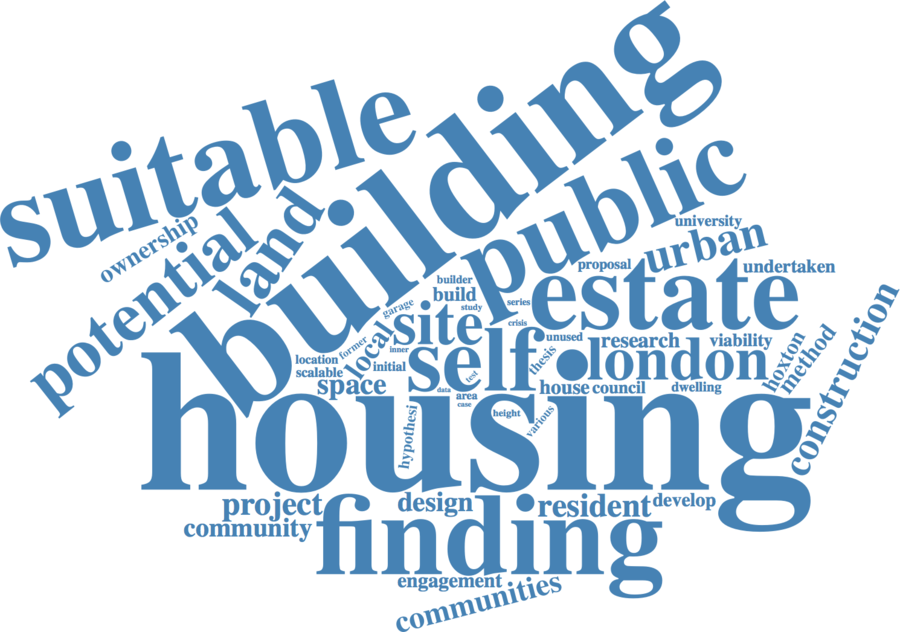 suitable
building
public
ownership
potential
land
university
urban
proposal
undertaken
builder
build
study
series
estate
garage
site
crisis
local
former
inner
self
unused
research
viability
london
thesis
location
scalable
initial
space
test
data
area
case
house
council
dwelling
hoxton
method
construction
housing
hypothesi
height
various
project
design
resident
develop
community
finding
engagement
communities